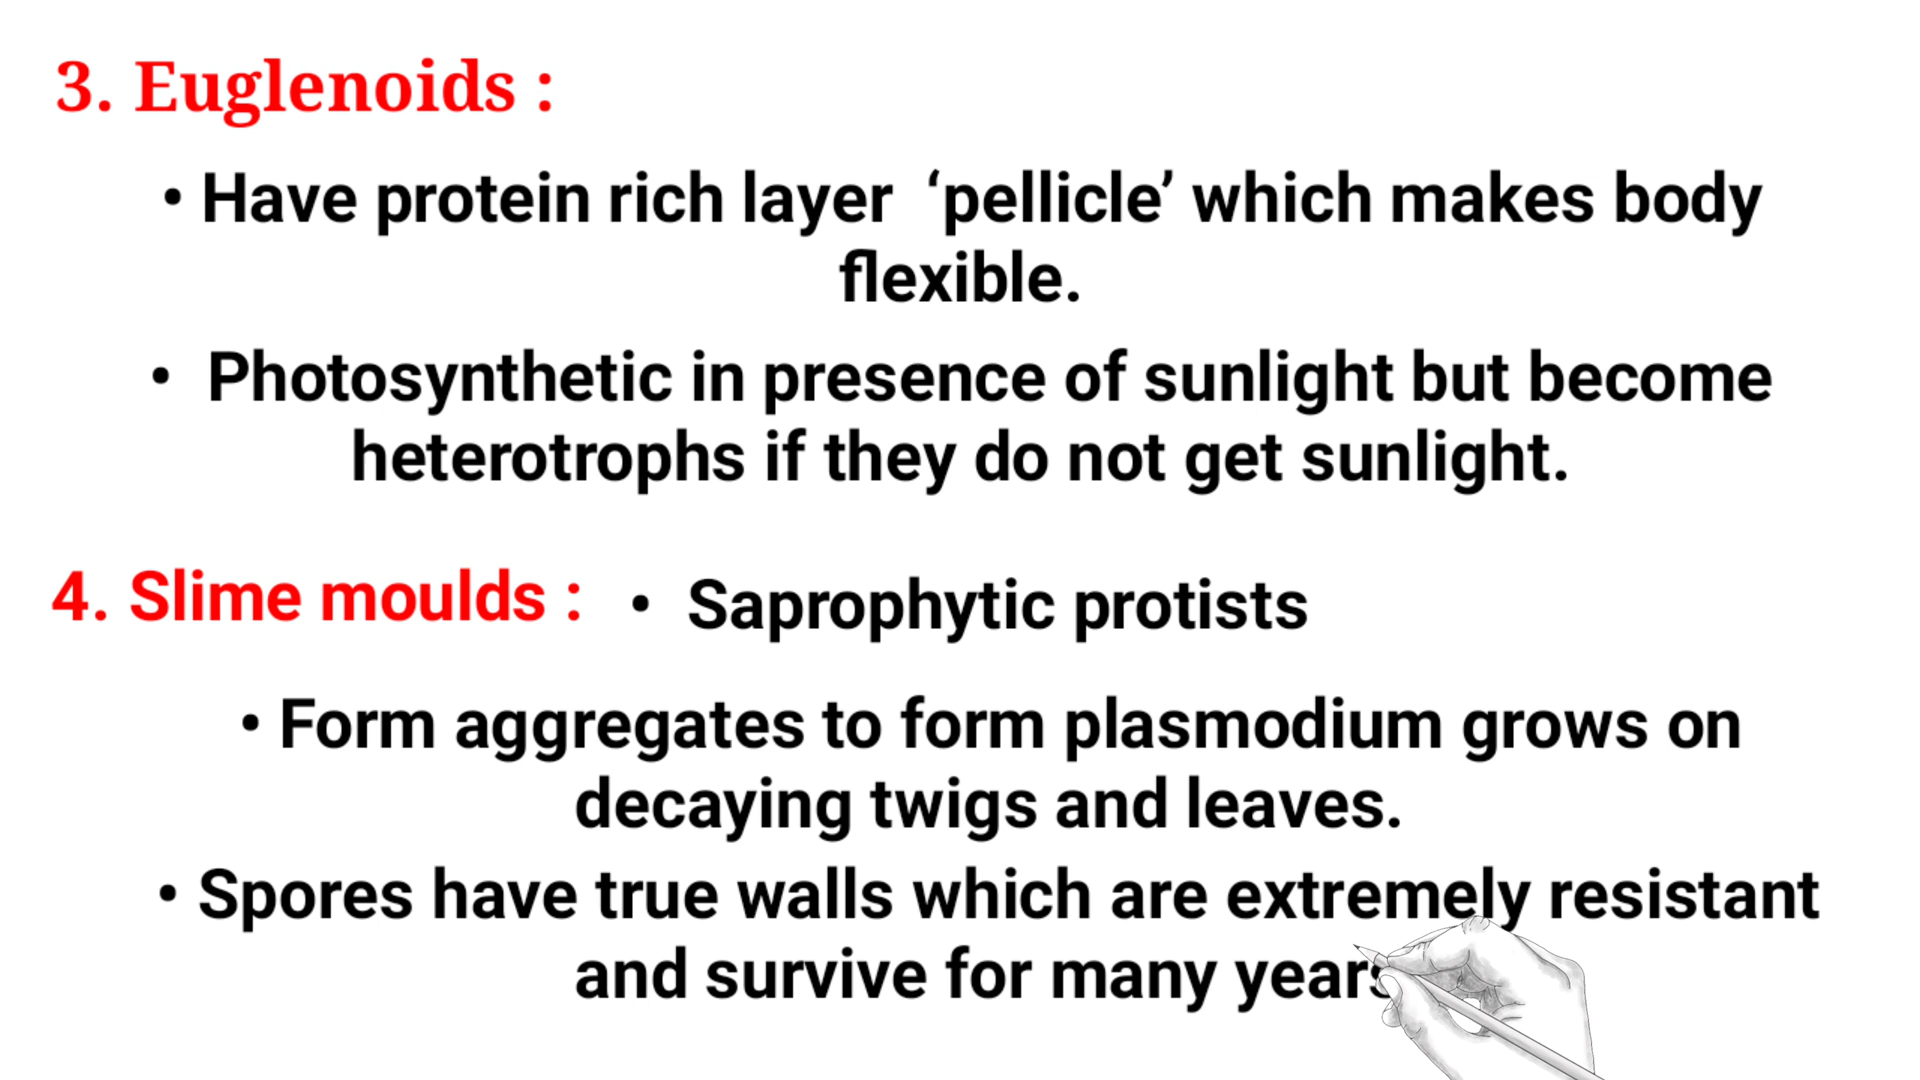 3. Euglenoids :
• Have protein rich layer ‘pellicle’ which makes body
flexible.
• Photosynthetic in presence of sunlight but become
heterotrophs if they do not get sunlight.
4. Slime moulds : • Saprophytic protists
• Form aggregates to form plasmodium grows on
decaying twigs and leaves.
• Spores have true walls which are extremely resistant
and survive for many years